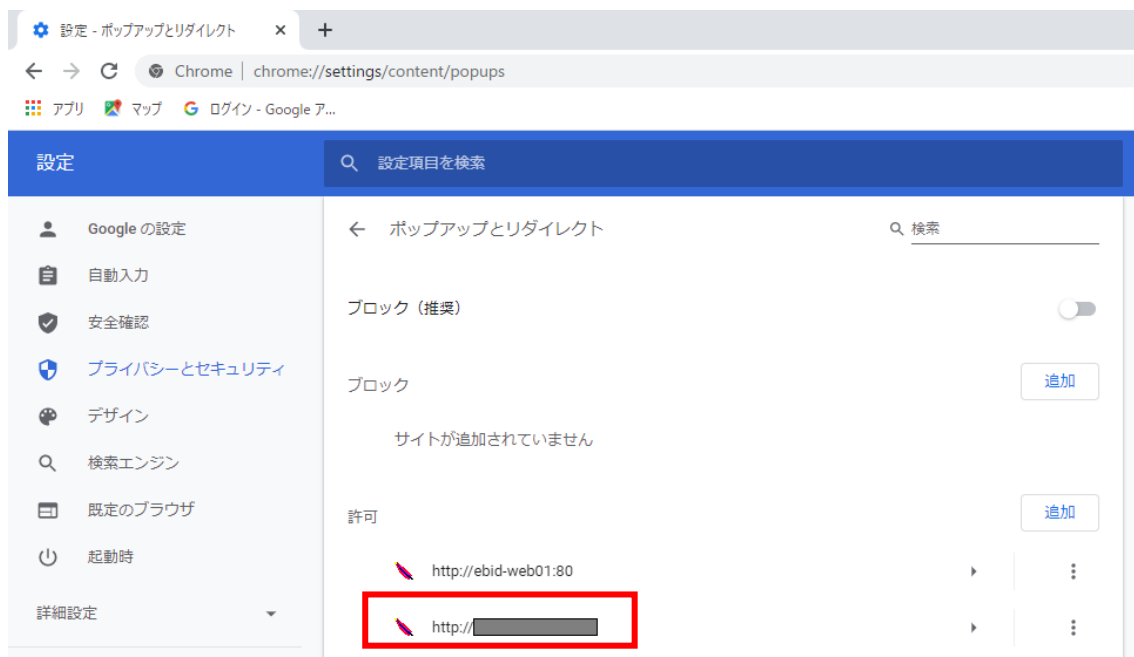 設定 - ポップアップとリダイレクト
Chrome | chrome://settings/content/popups
アプリ マップ ログイン - Google ア...
設定
設定項目を検索
Google の設定
自動入力
安全確認
プライバシーとセキュリティ
デザイン
検索エンジン
既定のブラウザ
起動時
詳細設定
ポップアップとリダイレクト
検索
ブロック（推奨）
ブロック
追加
サイトが追加されていません
許可
追加
http://ebid-web01:80
http://